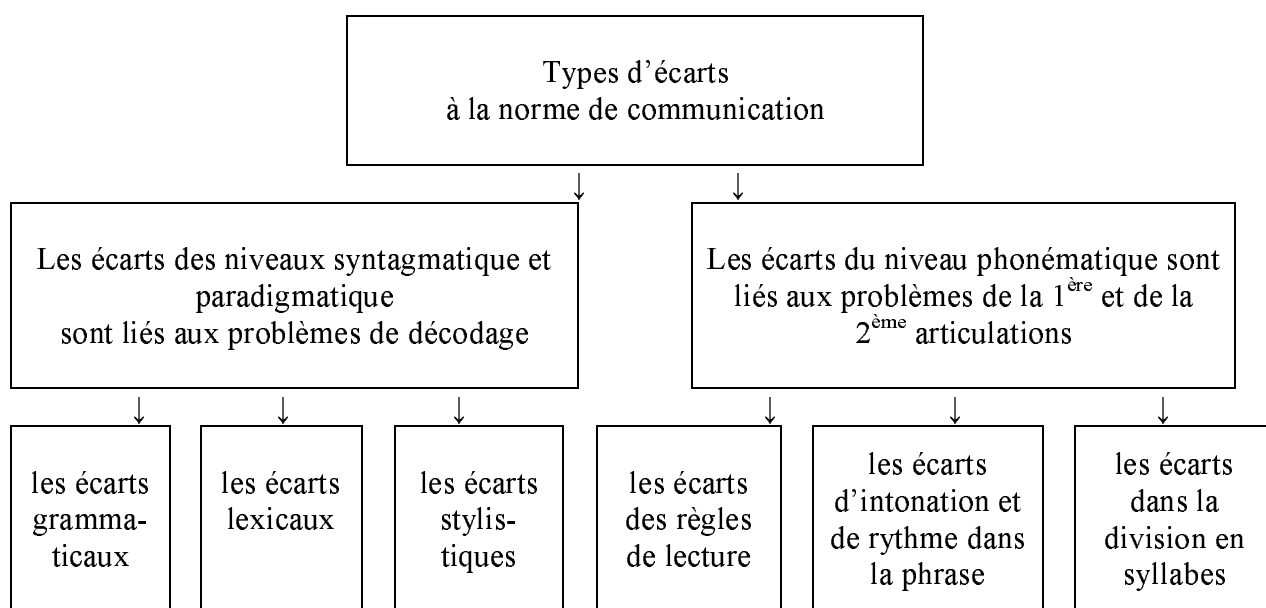 Types d’écarts
à la norme de communication
↓ ↓
Les écarts des niveaux syntagmatique et
paradigmatique
sont liés aux problèmes de décodage
Les écarts du niveau phonématique sont
liés aux problèmes de la 1ère et de la
2ème articulations
↓ ↓ ↓ ↓ ↓ ↓
les écarts
gramma-
ticaux
les écarts
lexicaux
les écarts
stylis-
tiques
les écarts
des règles
de lecture
les écarts
d’intonation et
de rythme dans
la phrase
les écarts
dans la
division en
syllabes